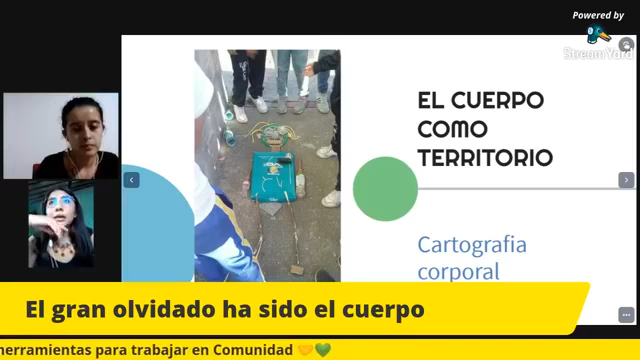 Powered by
StreamYard
EL CUERPO
COMO
TERRITORIO
Cartografia
corporal
El gran olvidado ha sido el cuerpo
herramientas para trabajar en Comunidad 🤝💚